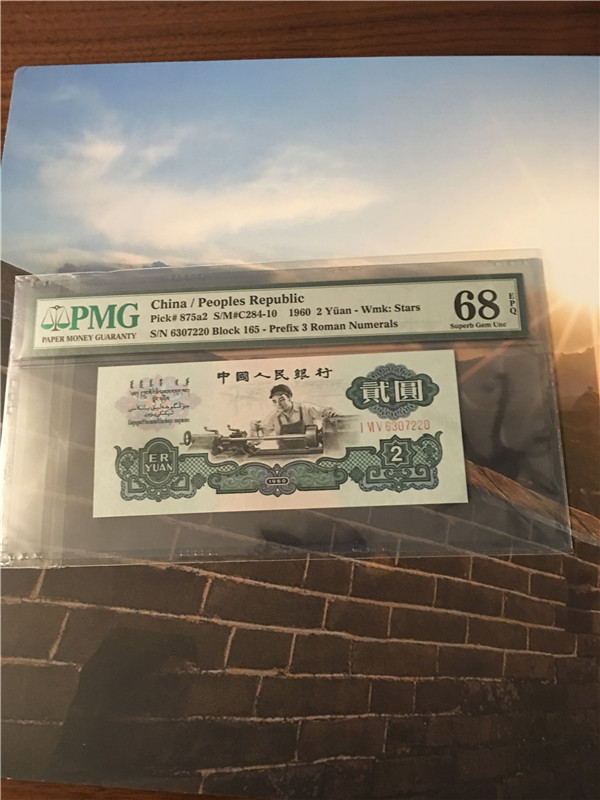 PMG
PAPER MONEY GUARANTY
China / Peoples Republic
Pick# 875a2 S/M#C284-10 1960 2 Yüan - Wmk: Stars
S/N 6307220 Block 165 - Prefix 3 Roman Numerals
68
EPQ
Superb Gem Unc
中國人民銀行
貳圓
I VI V 6307220
ER
YUAN
2
1960